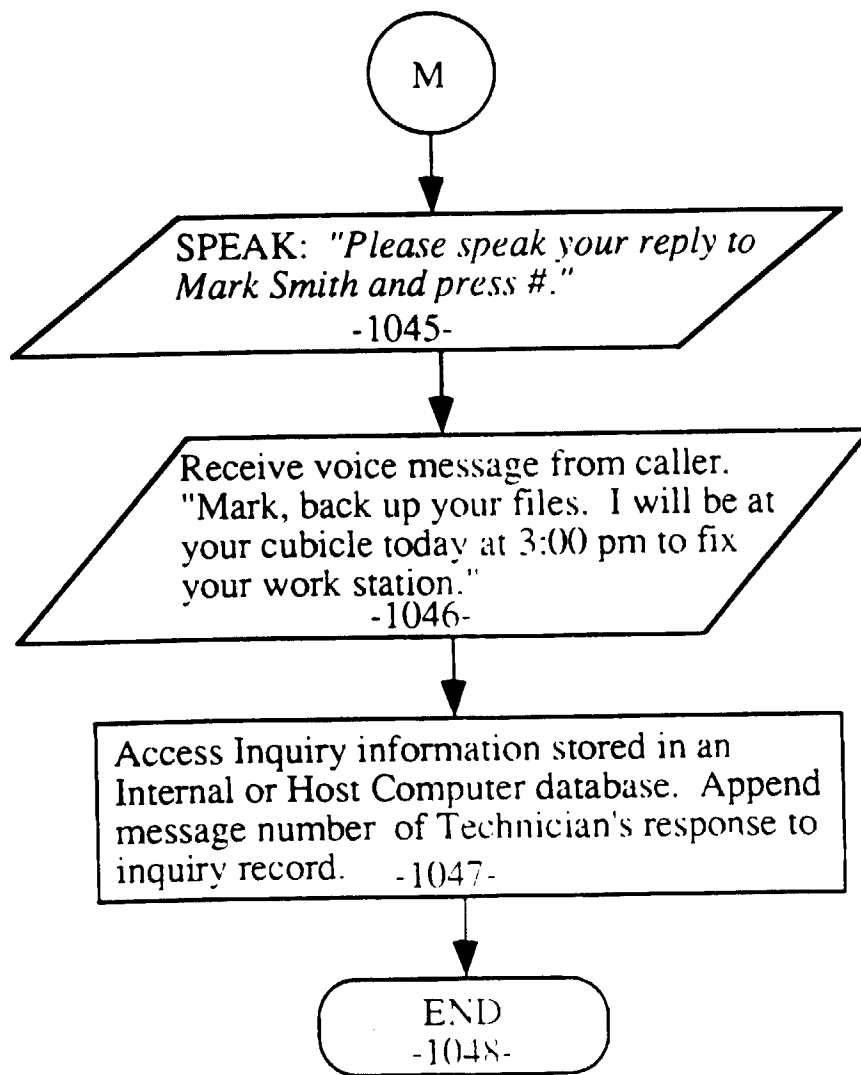 M
SPEAK: "Please speak your reply to
Mark Smith and press #."
-1045-
Receive voice message from caller.
"Mark, back up your files. I will be at
your cubicle today at 3:00 pm to fix
your work station."
-1046-
Access Inquiry information stored in an
Internal or Host Computer database. Append
message number of Technician's response to
inquiry record. -1047-
END
-1048-